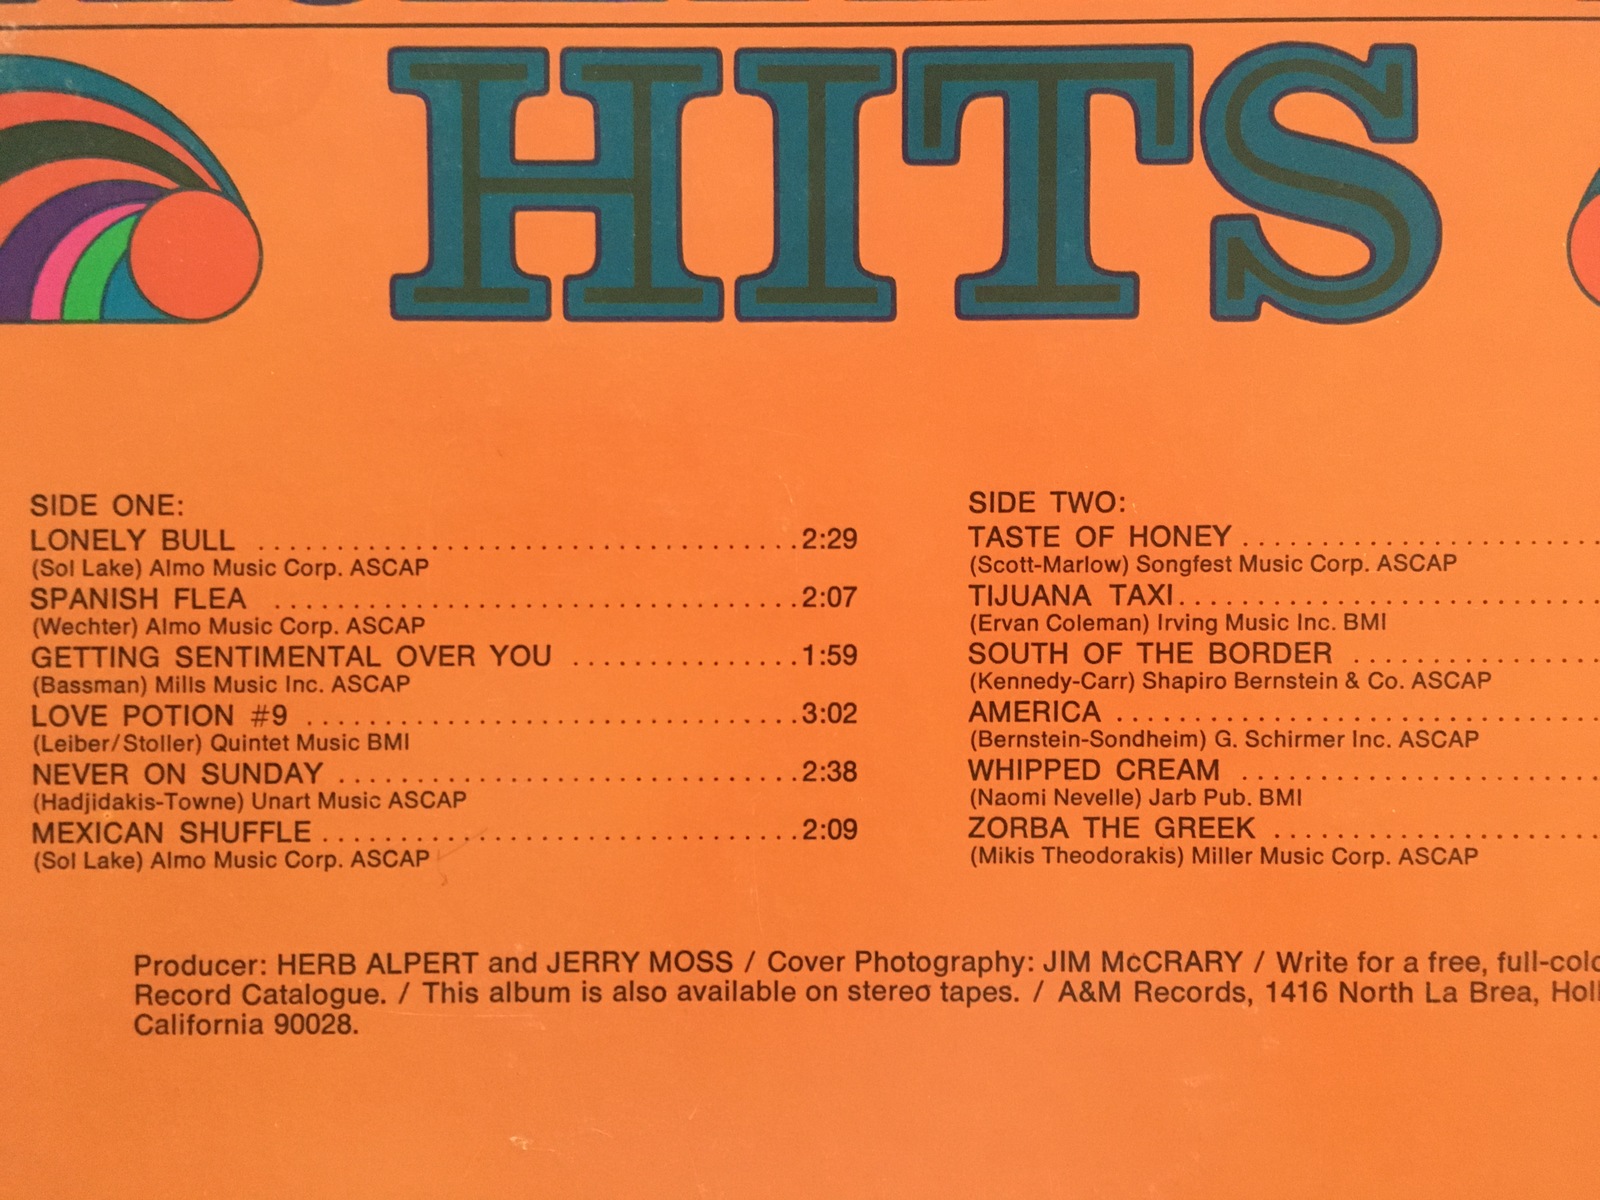 HITS
SIDE ONE:
LONELY BULL ........................................ 2:29
(Sol Lake) Almo Music Corp. ASCAP
SPANISH FLEA ....................................... 2:07
(Wechter) Almo Music Corp. ASCAP
GETTING SENTIMENTAL OVER YOU ............... 1:59
(Bassman) Mills Music Inc. ASCAP
LOVE POTION #9 ................................ 3:02
(Leiber/Stoller) Quintet Music BMI
NEVER ON SUNDAY .............................. 2:38
(Hadjidakis-Towne) Unart Music ASCAP
MEXICAN SHUFFLE ............................... 2:09
(Sol Lake) Almo Music Corp. ASCAP
SIDE TWO:
TASTE OF HONEY ........................
(Scott-Marlow) Songfest Music Corp. ASCAP
TIJUANA TAXI ............................
(Ervan Coleman) Irving Music Inc. BMI
SOUTH OF THE BORDER ................
(Kennedy-Carr) Shapiro Bernstein & Co. ASCAP
AMERICA ................................
(Bernstein-Sondheim) G. Schirmer Inc. ASCAP
WHIPPED CREAM ........................
(Naomi Nevelle) Jarb Pub. BMI
ZORBA THE GREEK ......................
(Mikis Theodorakis) Miller Music Corp. ASCAP
Producer: HERB ALPERT and JERRY MOSS / Cover Photography: JIM McCRARY / Write for a free,
Record Catalogue. / This album is also available on stereo tapes. / A&M Records, 1416 North La Brea,
California 90028.